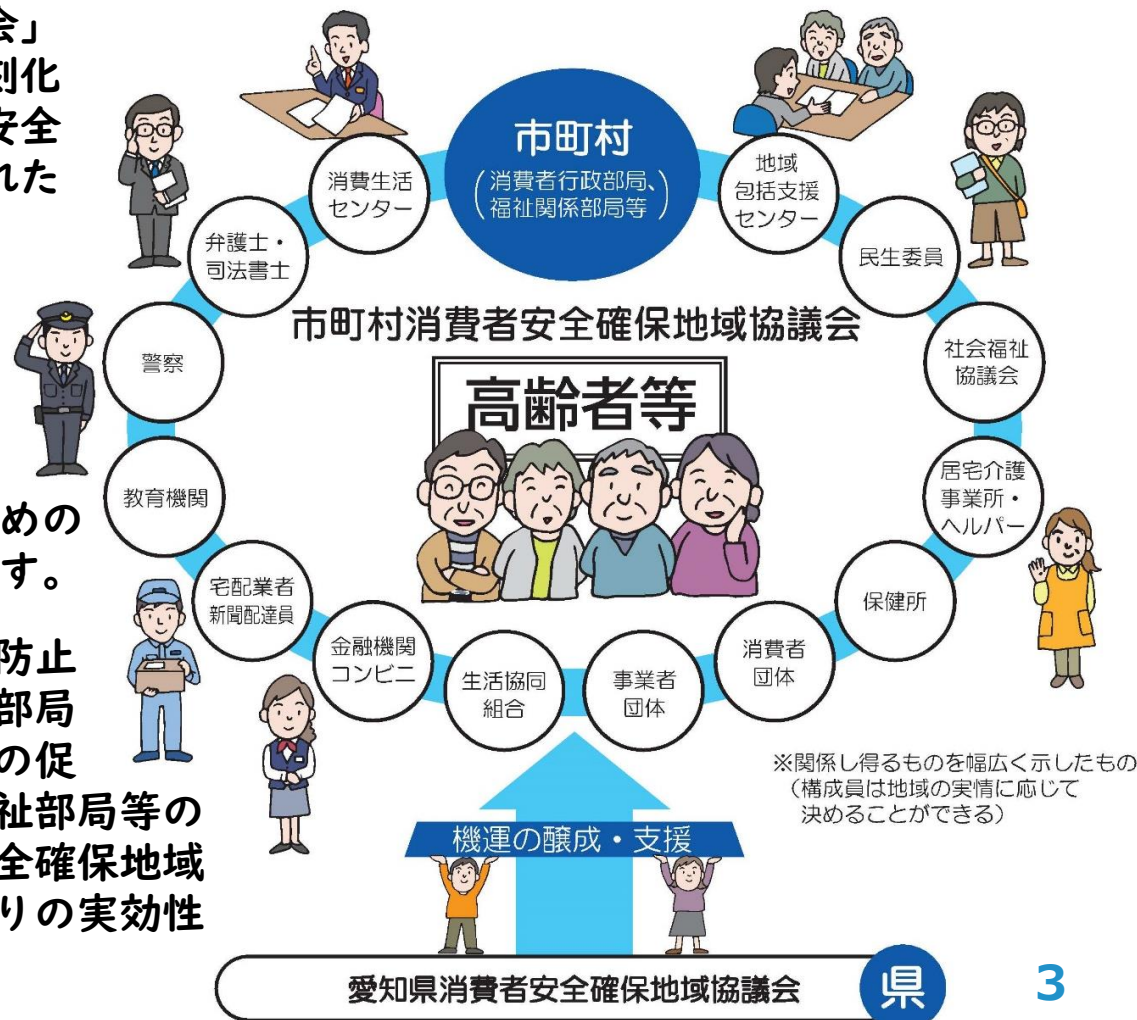 会」
刻化
安全
れた
めの
す。
防止
部局
の促
祉部局等の
全確保地域
りの実効性
市町村
(消費者行政部局、
福祉関係部局等)
消費生活
センター
地域
包括支援
センター
弁護士・
司法書士
民生委員
市町村消費者安全確保地域協議会
警察
社会福祉
協議会
高齢者等
教育機関
居宅介護
事業所・
ヘルパー
宅配業者
新聞配達員
保健所
金融機関
コンビニ
消費者
団体
生活協同
組合
事業者
団体
※関係し得るものを幅広く示したもの
(構成員は地域の実情に応じて
決めることができる)
機運の醸成・支援
愛知県消費者安全確保地域協議会
県
3